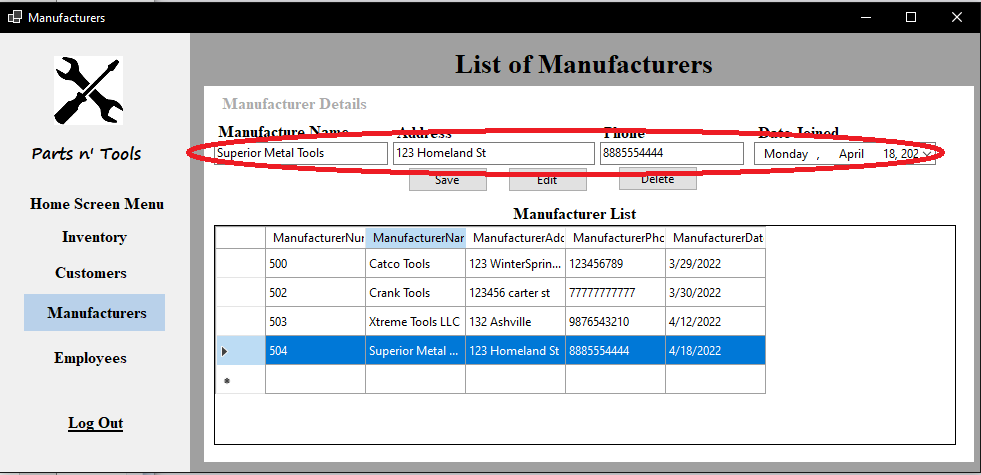 Manufacturers
List of Manufacturers
Manufacturer Details
Manufacture Name Address Phone Date Joined
Superior Metal Tools 123 Homeland St 8885554444 Monday , April 18, 202
Save Edit Delete
Parts n' Tools
Home Screen Menu
Inventory
Customers
Manufacturers
Employees
Log Out
Manufacturer List
ManufacturerNur ManufacturerNar ManufacturerAdd ManufacturerPho ManufacturerDat
500 Catco Tools 123 WinterSprin... 123456789 3/29/2022
502 Crank Tools 123456 carter st 77777777777 3/30/2022
503 Xtreme Tools LLC 132 Ashville 9876543210 4/12/2022
504 Superior Metal ... 123 Homeland St 8885554444 4/18/2022